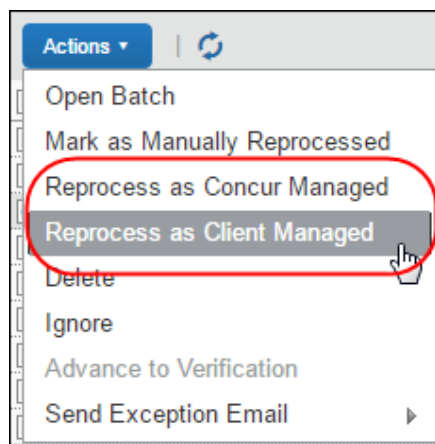 Actions
Open Batch
Mark as Manually Reprocessed
Reprocess as Concur Managed
Reprocess as Client Managed
Delete
Ignore
Advance to Verification
Send Exception Email